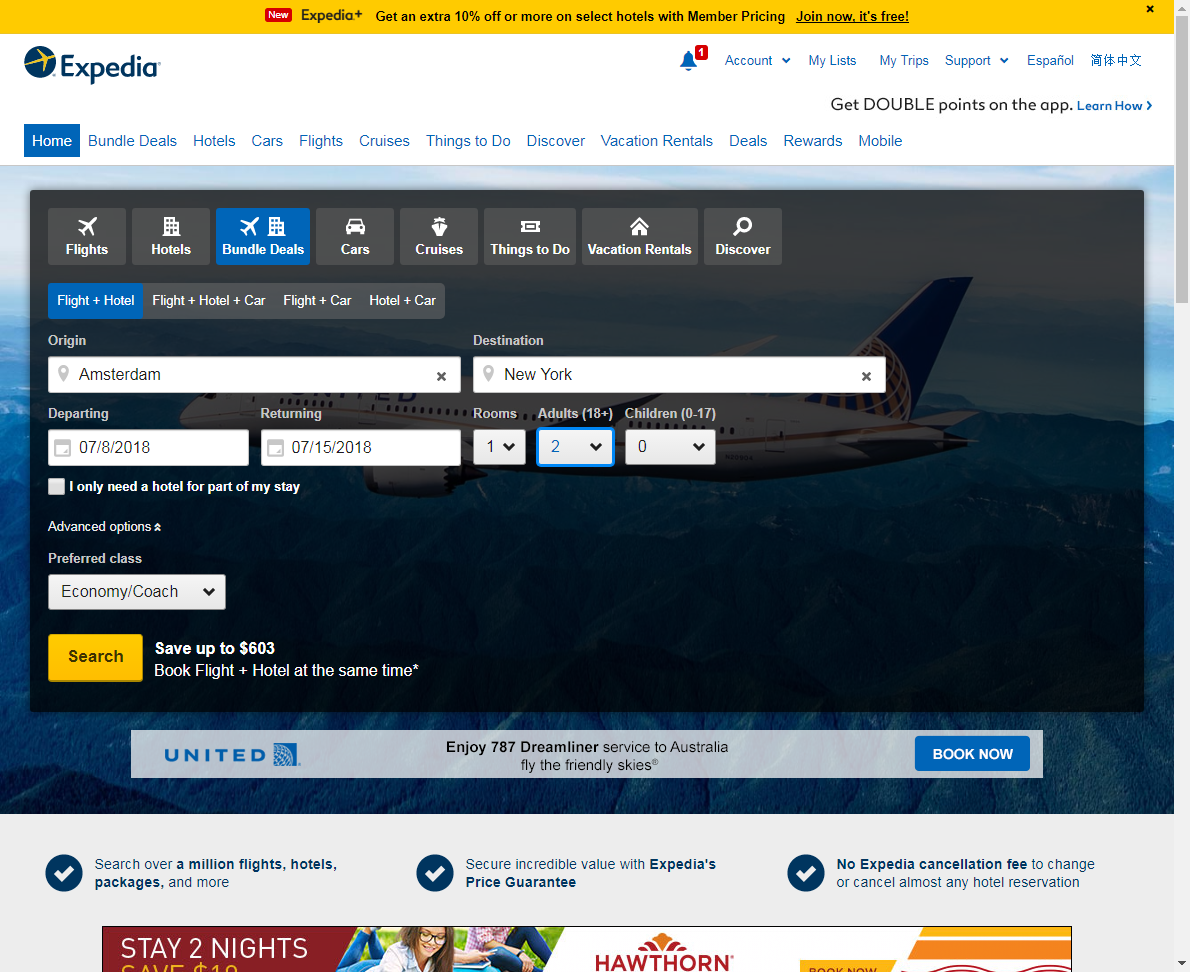 New Expedia+ Get an extra 10% off or more on select hotels with Member Pricing Join now, it's free! ×
Expedia
1 Account My Lists My Trips Support Español 简体中文
Get DOUBLE points on the app. Learn How
Home Bundle Deals Hotels Cars Flights Cruises Things to Do Discover Vacation Rentals Deals Rewards Mobile
Flights Hotels Bundle Deals Cars Cruises Things to Do Vacation Rentals Discover
Flight + Hotel Flight + Hotel + Car Flight + Car Hotel + Car
Origin Destination
Amsterdam × New York ×
Departing Returning Rooms Adults (18+) Children (0-17)
07/8/2018 07/15/2018 1 2 0
I only need a hotel for part of my stay
Advanced options
Preferred class
Economy/Coach
Search Save up to $603
Book Flight + Hotel at the same time*
UNITED Enjoy 787 Dreamliner service to Australia BOOK NOW
fly the friendly skies®
Search over a million flights, hotels, Secure incredible value with Expedia's No Expedia cancellation fee to change
packages, and more Price Guarantee or cancel almost any hotel reservation
STAY 2 NIGHTS
HAWTHORN
SAVE $10
BOOK NOW